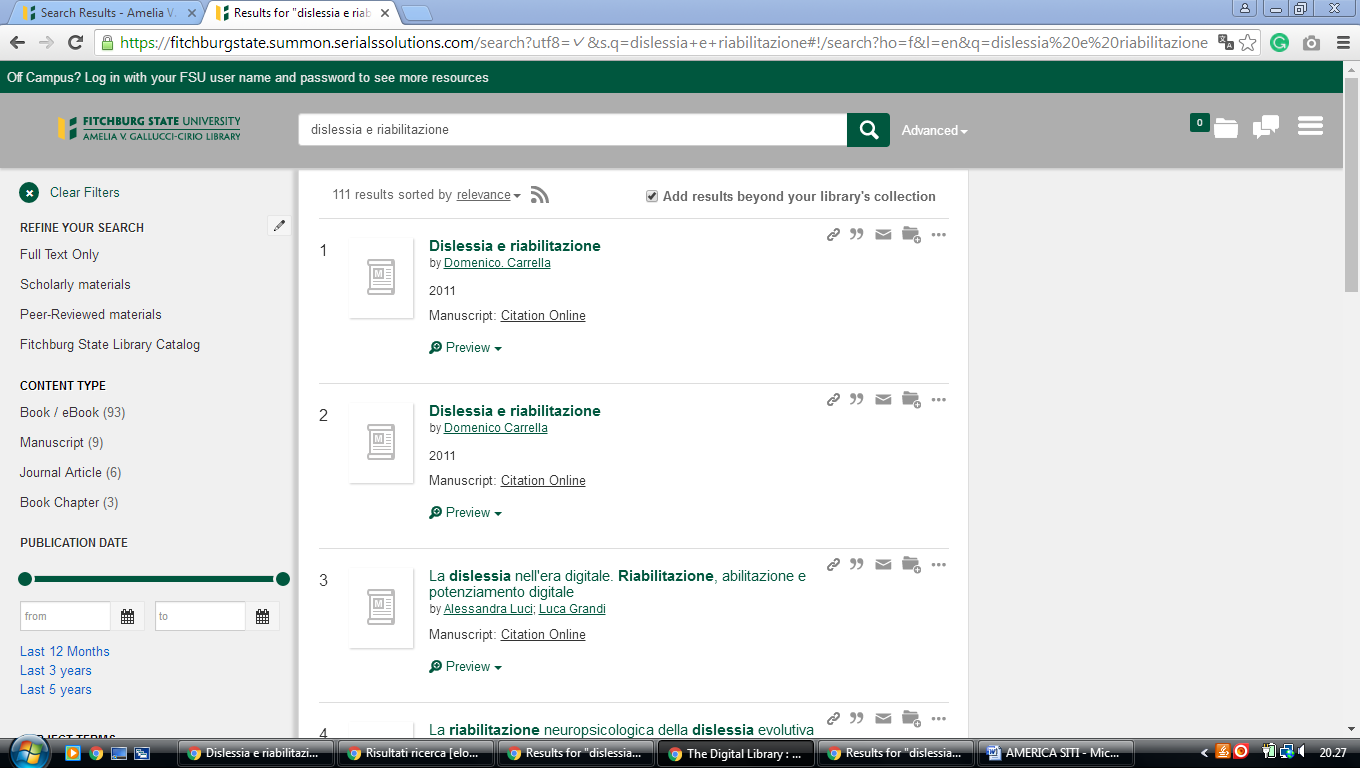 Search Results - Amelia V.
Results for "dislessia e riab
https://fitchburgstate.summon.serialssolutions.com/search?utf8=✓&s.q=dislessia+e+riabilitazione#!/search?ho=f&l=en&q=dislessia%20e%20riabilitazione
Off Campus? Log in with your FSU user name and password to see more resources
FITCHBURG STATE UNIVERSITY
AMELIA V. GALLUCCI-CIRIO LIBRARY
dislessia e riabilitazione
Advanced
0
Clear Filters
REFINE YOUR SEARCH
Full Text Only
Scholarly materials
Peer-Reviewed materials
Fitchburg State Library Catalog
CONTENT TYPE
Book / eBook (93)
Manuscript (9)
Journal Article (6)
Book Chapter (3)
PUBLICATION DATE
from
to
Last 12 Months
Last 3 years
Last 5 years
SUBJECT TERMS
111 results sorted by relevance
Add results beyond your library's collection
1
Dislessia e riabilitazione
by Domenico. Carrella
2011
Manuscript: Citation Online
Preview
2
Dislessia e riabilitazione
by Domenico Carrella
2011
Manuscript: Citation Online
Preview
3
La dislessia nell'era digitale. Riabilitazione, abilitazione e
potenziamento digitale
by Alessandra Luci; Luca Grandi
Manuscript: Citation Online
Preview
4
La riabilitazione neuropsicologica della dislessia evolutiva
Dislessia e riabilitazi...
Risultati ricerca [elo...
Results for "dislessia...
The Digital Library : ...
Results for "dislessia...
AMERICA SITI - Mic...
20.27